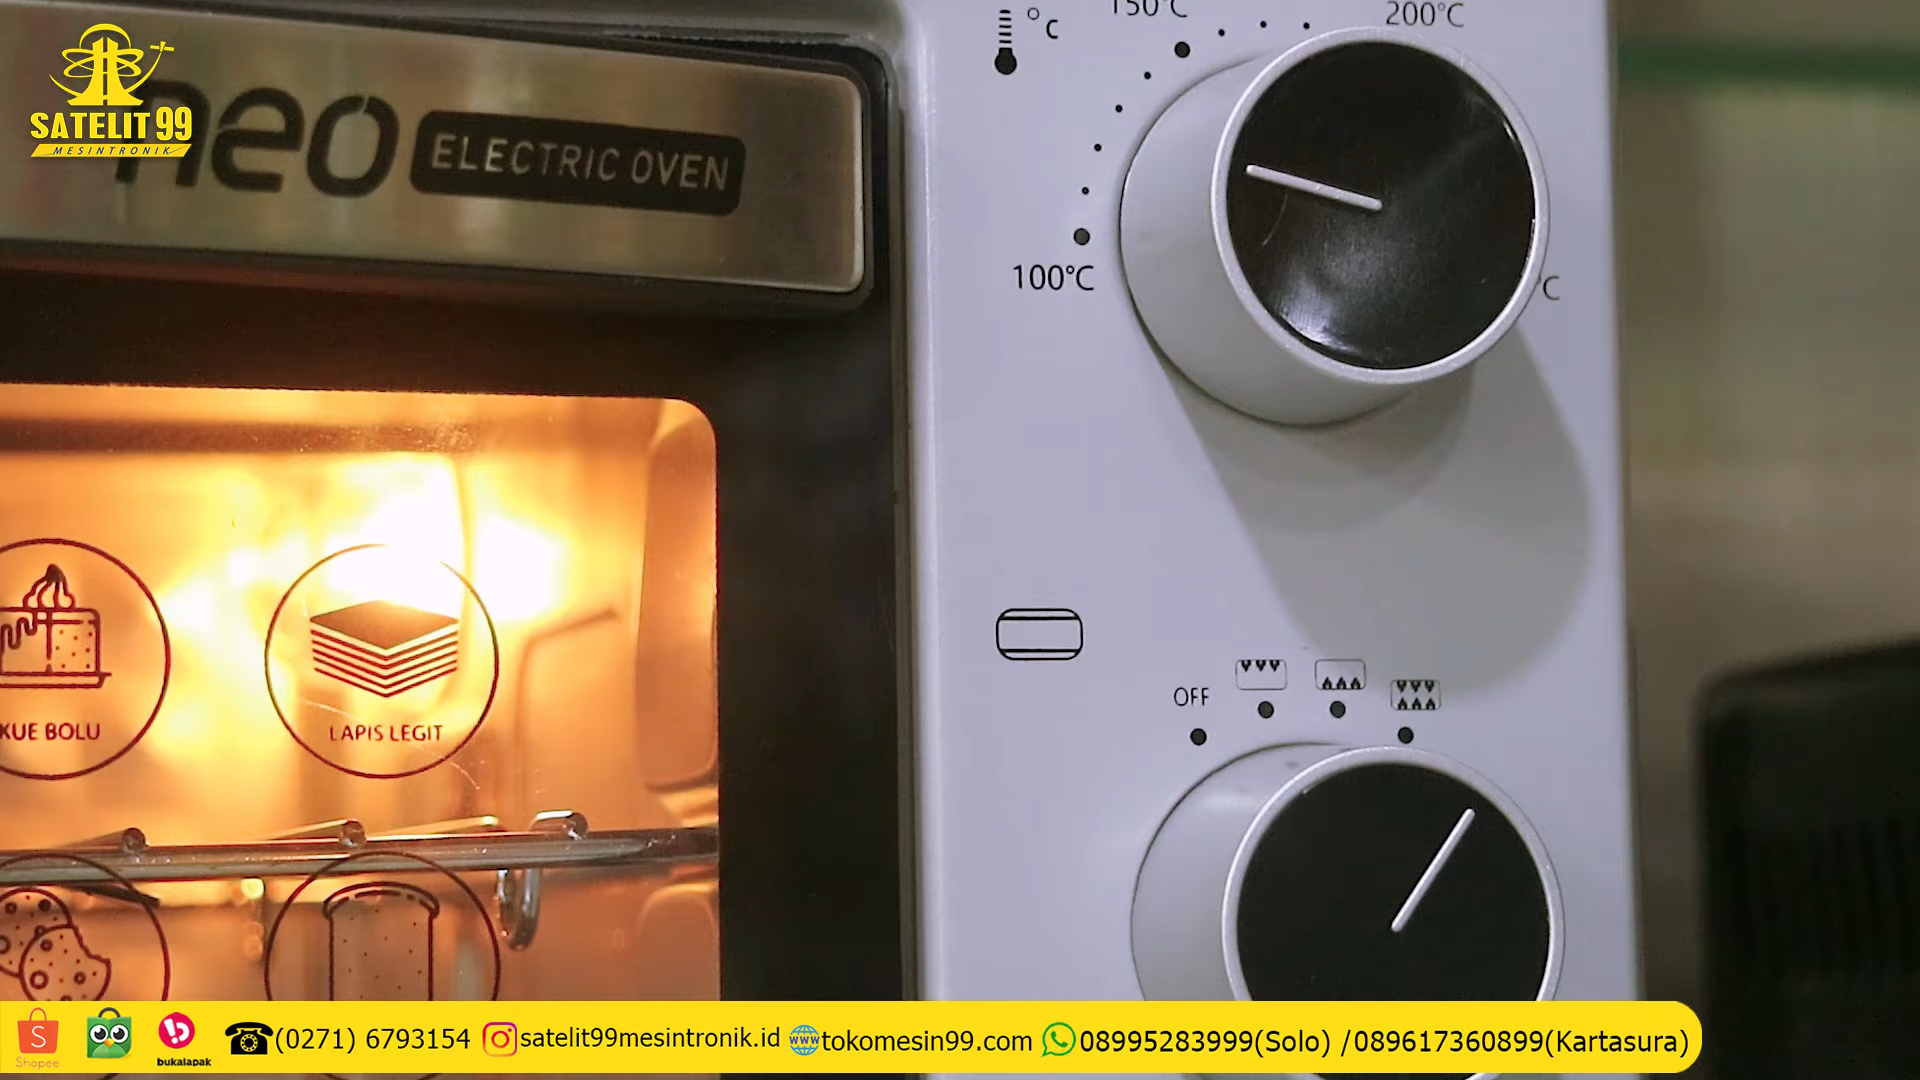 SATELIT 99
MESINTRONIK
neo ELECTRIC OVEN
°C
150°C
200°C
100°C
°C
OFF
KUE BOLU
LAPIS LEGIT
Shopee
bukalapak
(0271) 6793154
satelit99mesintronik.id
tokomesin99.com
08995283999(Solo) /089617360899(Kartasura)